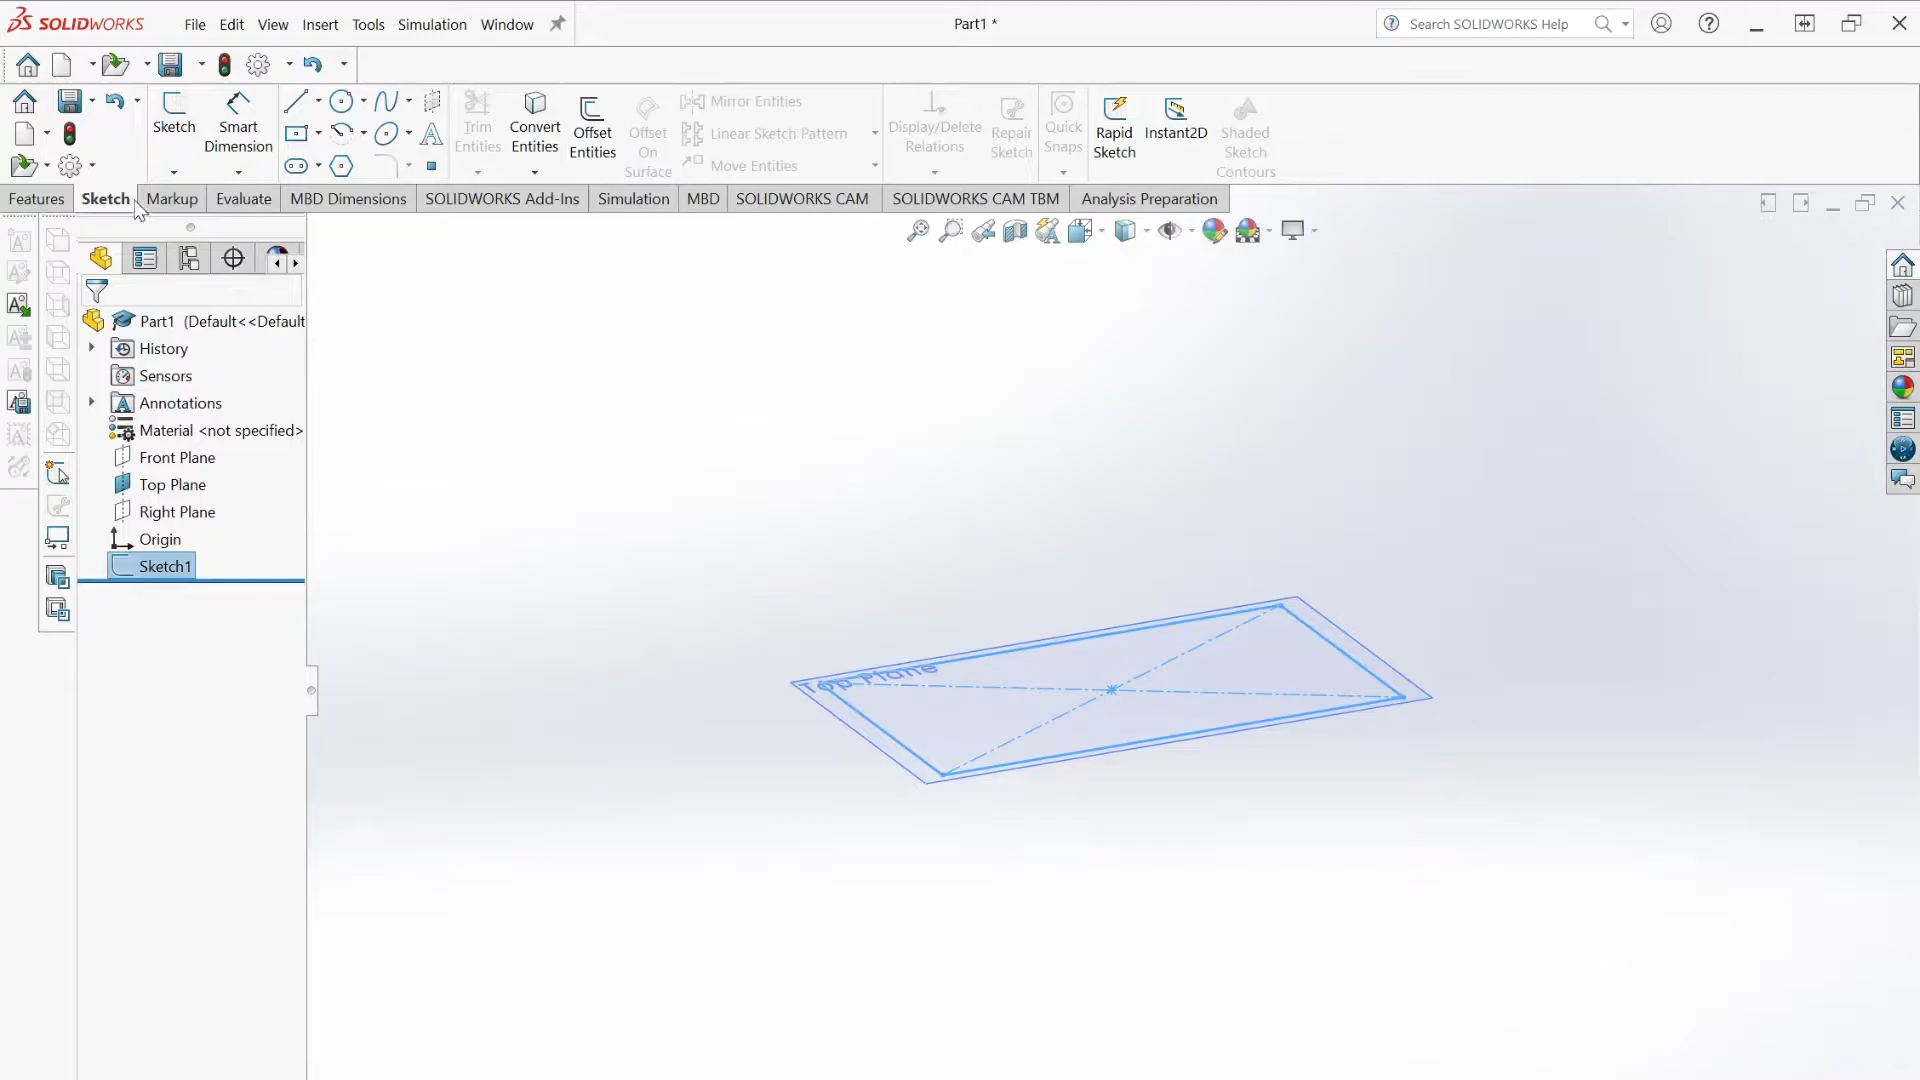 SOLIDWORKS
File Edit View Insert Tools Simulation Window
Part1 *
Search SOLIDWORKS Help
Sketch
Smart Dimension
Trim Entities
Convert Entities
Offset Entities
Offset On Surface
Mirror Entities
Linear Sketch Pattern
Move Entities
Display/Delete Relations
Repair Sketch
Quick Snaps
Rapid Sketch
Instant2D
Shaded Sketch Contours
Features Sketch Markup Evaluate MBD Dimensions SOLIDWORKS Add-Ins Simulation MBD SOLIDWORKS CAM SOLIDWORKS CAM TBM Analysis Preparation
Part1 (Default<<Default
History
Sensors
Annotations
Material <not specified>
Front Plane
Top Plane
Right Plane
Origin
Sketch1
Top Plane